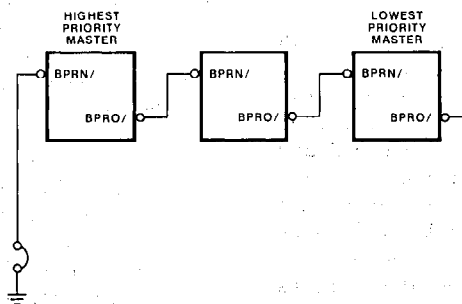 HIGHEST
PRIORITY
MASTER
LOWEST
PRIORITY
MASTER
BPRN/
BPRO/
BPRN/
BPRO/
BPRN/
BPRO/